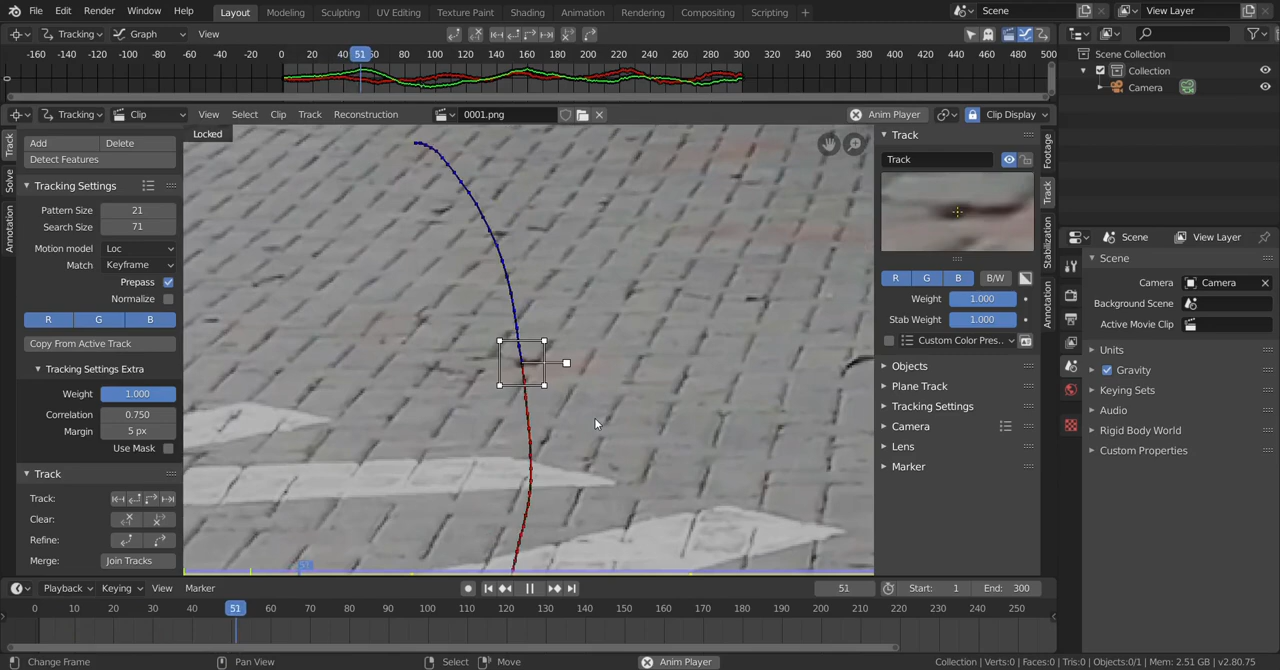 File Edit Render Window Help Layout Modeling Sculpting UV Editing Texture Paint Shading Animation Rendering Compositing Scripting + Scene View Layer
Tracking Graph View
-160 -140 -120 -100 -80 -60 -40 -20 0 20 40 51 60 80 100 120 140 160 180 200 220 240 260 280 300 320 340 360 380 400 420 440 460 480 500
0
Scene Collection
Collection
Camera
Tracking Clip View Select Clip Track Reconstruction 0001.png Anim Player Clip Display
Locked
Track
Solve
Annotation
Add Delete
Detect Features
Tracking Settings
Pattern Size 21
Search Size 71
Motion model Loc
Match Keyframe
Prepass
Normalize
R G B
Copy From Active Track
Tracking Settings Extra
Weight 1.000
Correlation 0.750
Margin 5 px
Use Mask
Track
Track:
Clear:
Refine:
Merge: Join Tracks
51
Track
Track
R G B B/W
Weight 1.000
Stab Weight 1.000
Custom Color Pres..
Objects
Plane Track
Tracking Settings
Camera
Lens
Marker
Footage
Track
Stabilization
Annotation
Scene View Layer
Scene
Camera Camera
Background Scene
Active Movie Clip
Units
Gravity
Keying Sets
Audio
Rigid Body World
Custom Properties
Playback Keying View Marker 51 Start: 1 End: 300
0 10 20 30 40 51 60 70 80 90 100 110 120 130 140 150 160 170 180 190 200 210 220 230 240 250
Change Frame Pan View Select Move Anim Player Collection | Verts:0 | Faces:0 | Tris:0 | Objects:0/1 | Mem: 2.51 GB | v2.80.75